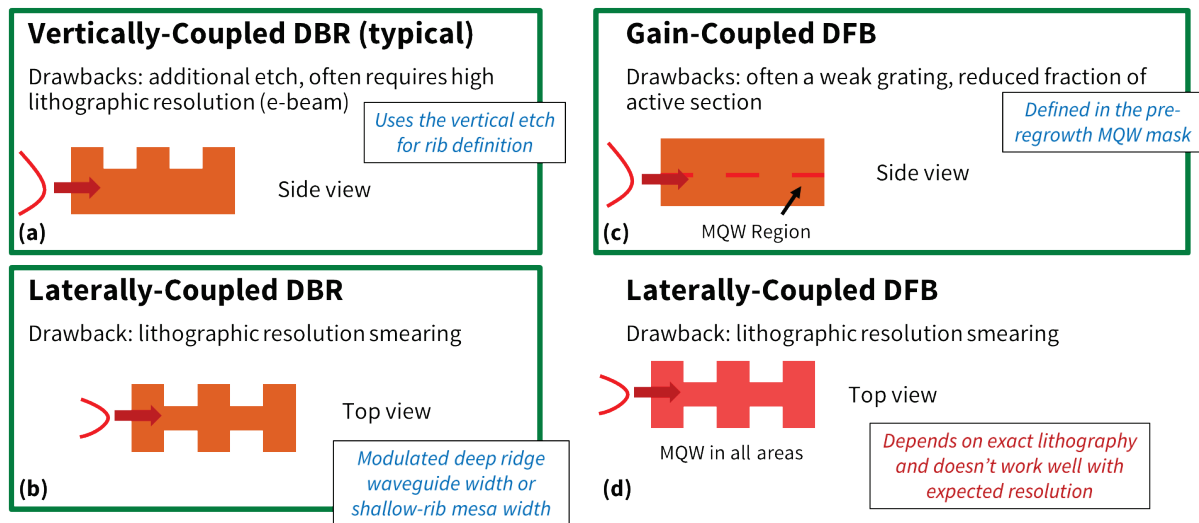 Vertically-Coupled DBR (typical)
Drawbacks: additional etch, often requires high
lithographic resolution (e-beam)
Uses the vertical etch
for rib definition
Side view
(a)
Gain-Coupled DFB
Drawbacks: often a weak grating, reduced fraction of
active section
Defined in the pre-
regrowth MQW mask
Side view
MQW Region
(c)
Laterally-Coupled DBR
Drawback: lithographic resolution smearing
Top view
Modulated deep ridge
waveguide width or
shallow-rib mesa width
(b)
Laterally-Coupled DFB
Drawback: lithographic resolution smearing
Top view
MQW in all areas
Depends on exact lithography
and doesn't work well with
expected resolution
(d)